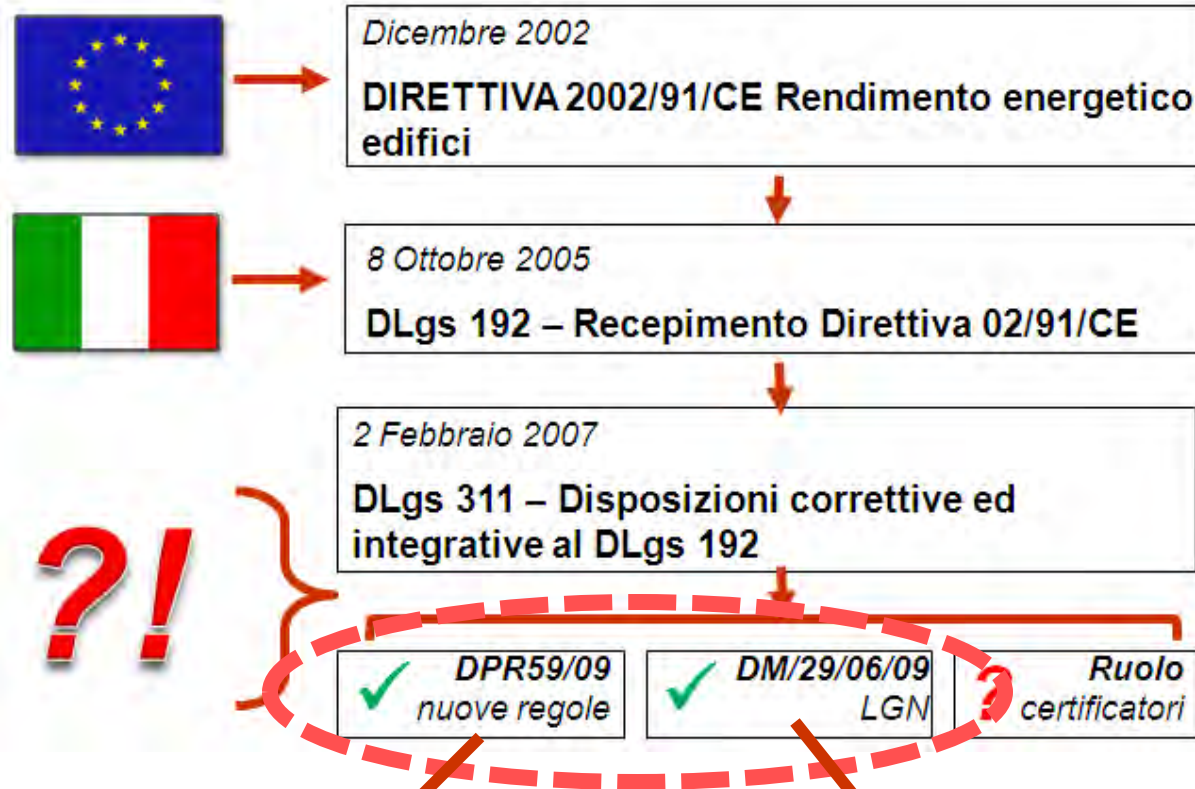 Dicembre 2002
DIRETTIVA 2002/91/CE Rendimento energetico
edifici
8 Ottobre 2005
DLgs 192 – Recepimento Direttiva 02/91/CE
2 Febbraio 2007
DLgs 311 – Disposizioni correttive ed
integrative al DLgs 192
?!
✓ DPR59/09
nuove regole
✓ DM/29/06/09
LGN
? Ruolo
certificatori